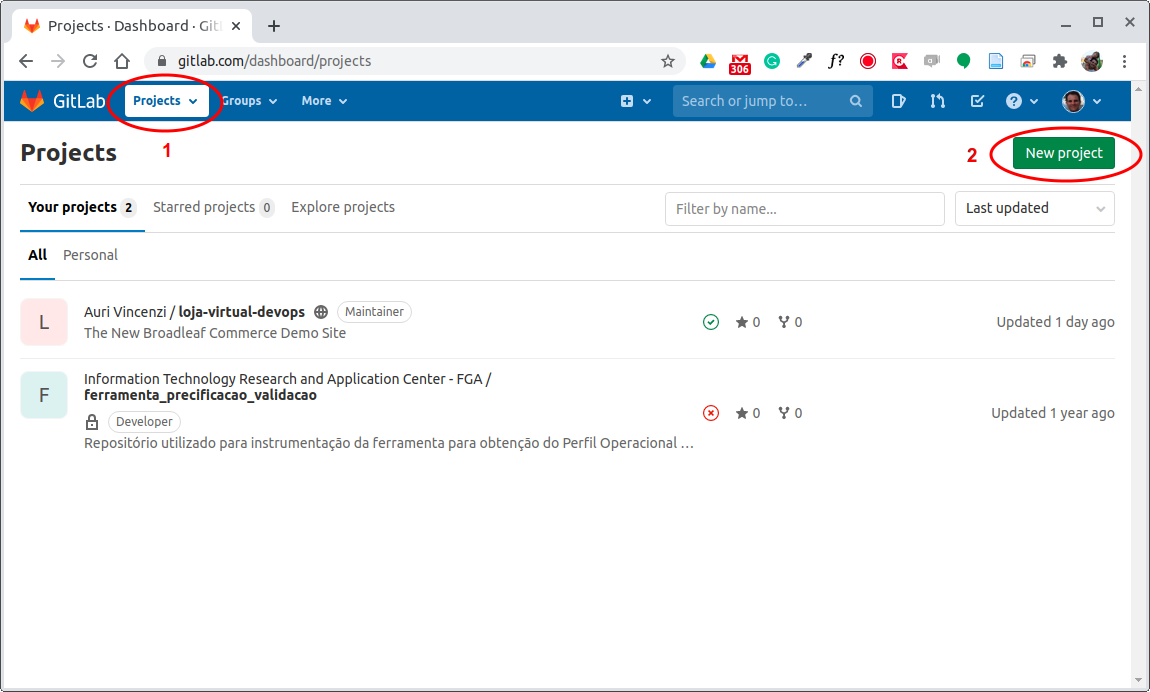 Projects · Dashboard · Git
gitlab.com/dashboard/projects
306
f?
GitLab Projects Groups More Search or jump to…
1
Projects
2 New project
Your projects 2 Starred projects 0 Explore projects Filter by name... Last updated
All Personal
L
Auri Vincenzi / loja-virtual-devops Maintainer
The New Broadleaf Commerce Demo Site
0 0 Updated 1 day ago
F
Information Technology Research and Application Center - FGA /
ferramenta_precificacao_validacao
Developer
Repositório utilizado para instrumentação da ferramenta para obtenção do Perfil Operacional …
0 0 Updated 1 year ago